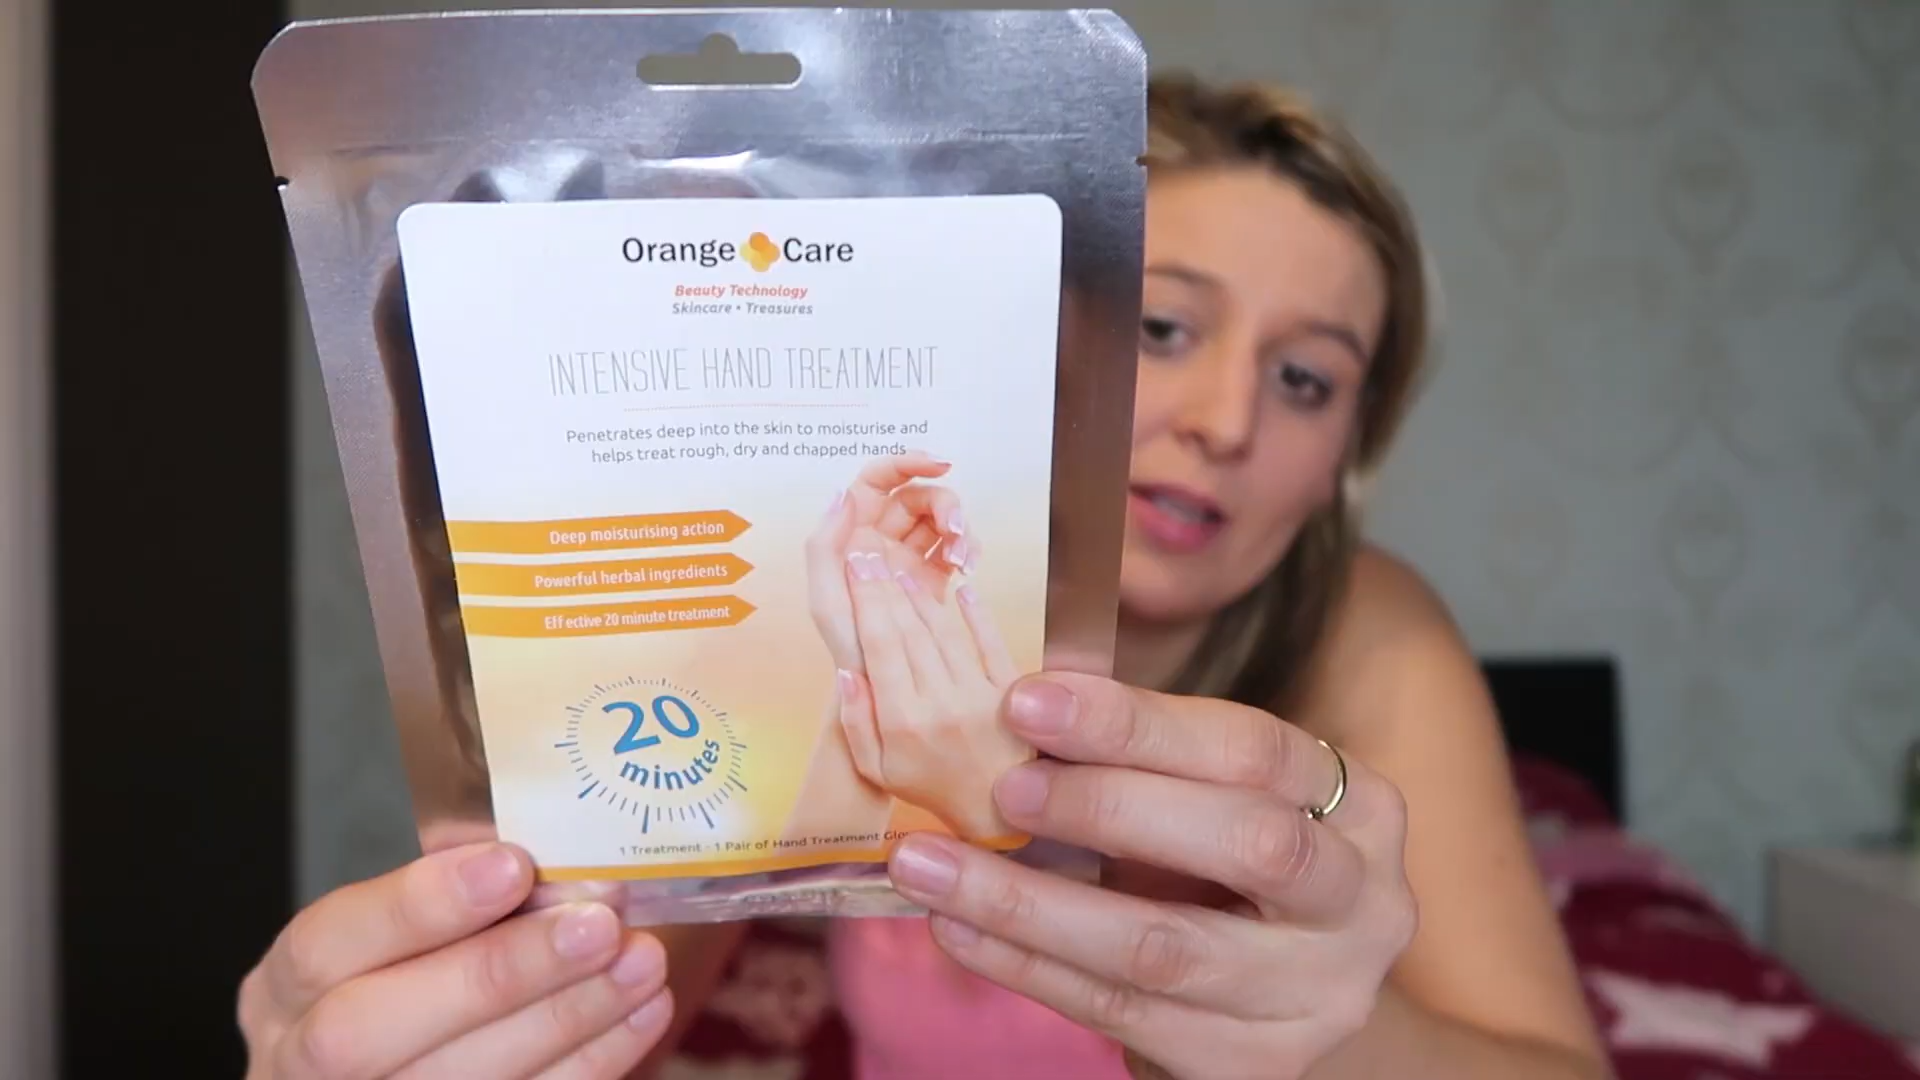 Orange Care
Beauty Technology
Skincare • Treasures
INTENSIVE HAND TREATMENT
Penetrates deep into the skin to moisturise and
helps treat rough, dry and chapped hands
Deep moisturising action
Powerful herbal ingredients
Effective 20 minute treatment
20
minutes
1 Treatment - 1 Pair of Hand Treatment